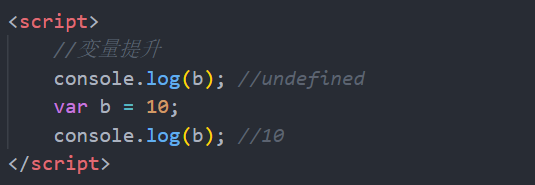 <script>
//变量提升
console.log(b); //undefined
var b = 10;
console.log(b); //10
</script>